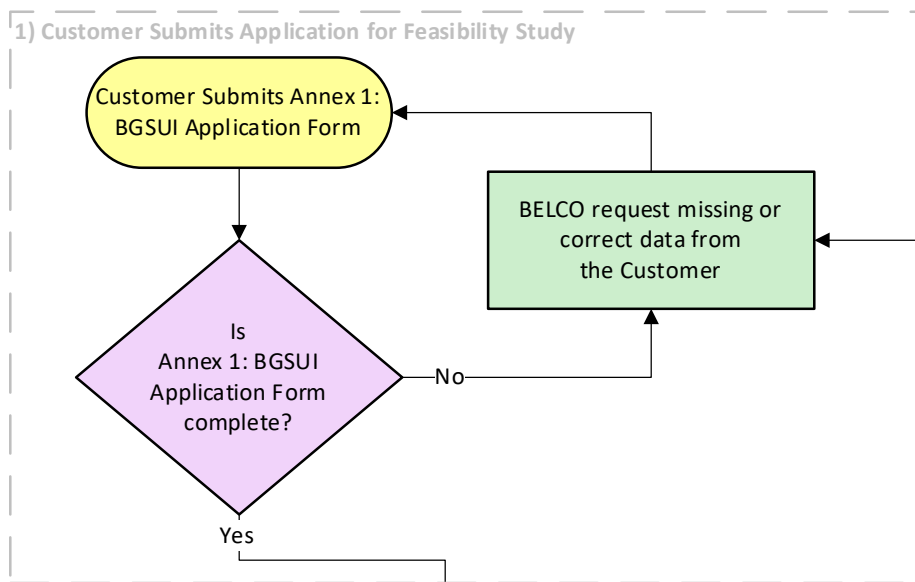 1) Customer Submits Application for Feasibility Study
Customer Submits Annex 1:
BGSUI Application Form
BELCO request missing or
correct data from
the Customer
Is
Annex 1: BGSUI
Application Form
complete?
No
Yes